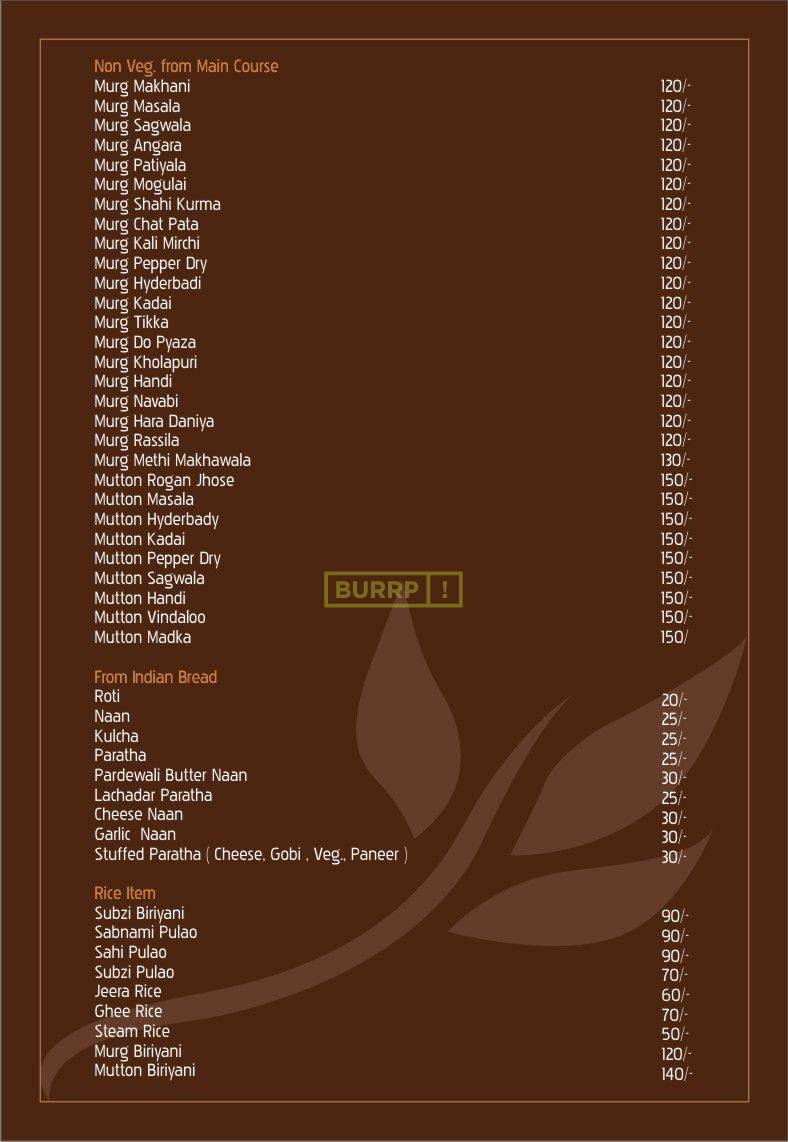 Non Veg. from Main Course
Murg Makhani 120/-
Murg Masala 120/-
Murg Sagwala 120/-
Murg Angara 120/-
Murg Patiyala 120/-
Murg Mogulai 120/-
Murg Shahi Kurma 120/-
Murg Chat Pata 120/-
Murg Kali Mirchi 120/-
Murg Pepper Dry 120/-
Murg Hyderbadi 120/-
Murg Kadai 120/-
Murg Tikka 120/-
Murg Do Pyaza 120/-
Murg Kholapuri 120/-
Murg Handi 120/-
Murg Navabi 120/-
Murg Hara Daniya 120/-
Murg Rassila 120/-
Murg Methi Makhawala 130/-
Mutton Rogan Jhose 150/-
Mutton Masala 150/-
Mutton Hyderbady 150/-
Mutton Kadai 150/-
Mutton Pepper Dry 150/-
Mutton Sagwala 150/-
BURRP !
Mutton Handi 150/-
Mutton Vindaloo 150/-
Mutton Madka 150/
From Indian Bread
Roti 20/-
Naan 25/-
Kulcha 25/-
Paratha 25/-
Pardewali Butter Naan 30/-
Lachadar Paratha 25/-
Cheese Naan 30/-
Garlic Naan 30/-
Stuffed Paratha ( Cheese, Gobi , Veg., Paneer ) 30/-
Rice Item
Subzi Biriyani 90/-
Sabnami Pulao 90/-
Sahi Pulao 90/-
Subzi Pulao 70/-
Jeera Rice 60/-
Ghee Rice 70/-
Steam Rice 50/-
Murg Biriyani 120/-
Mutton Biriyani 140/-